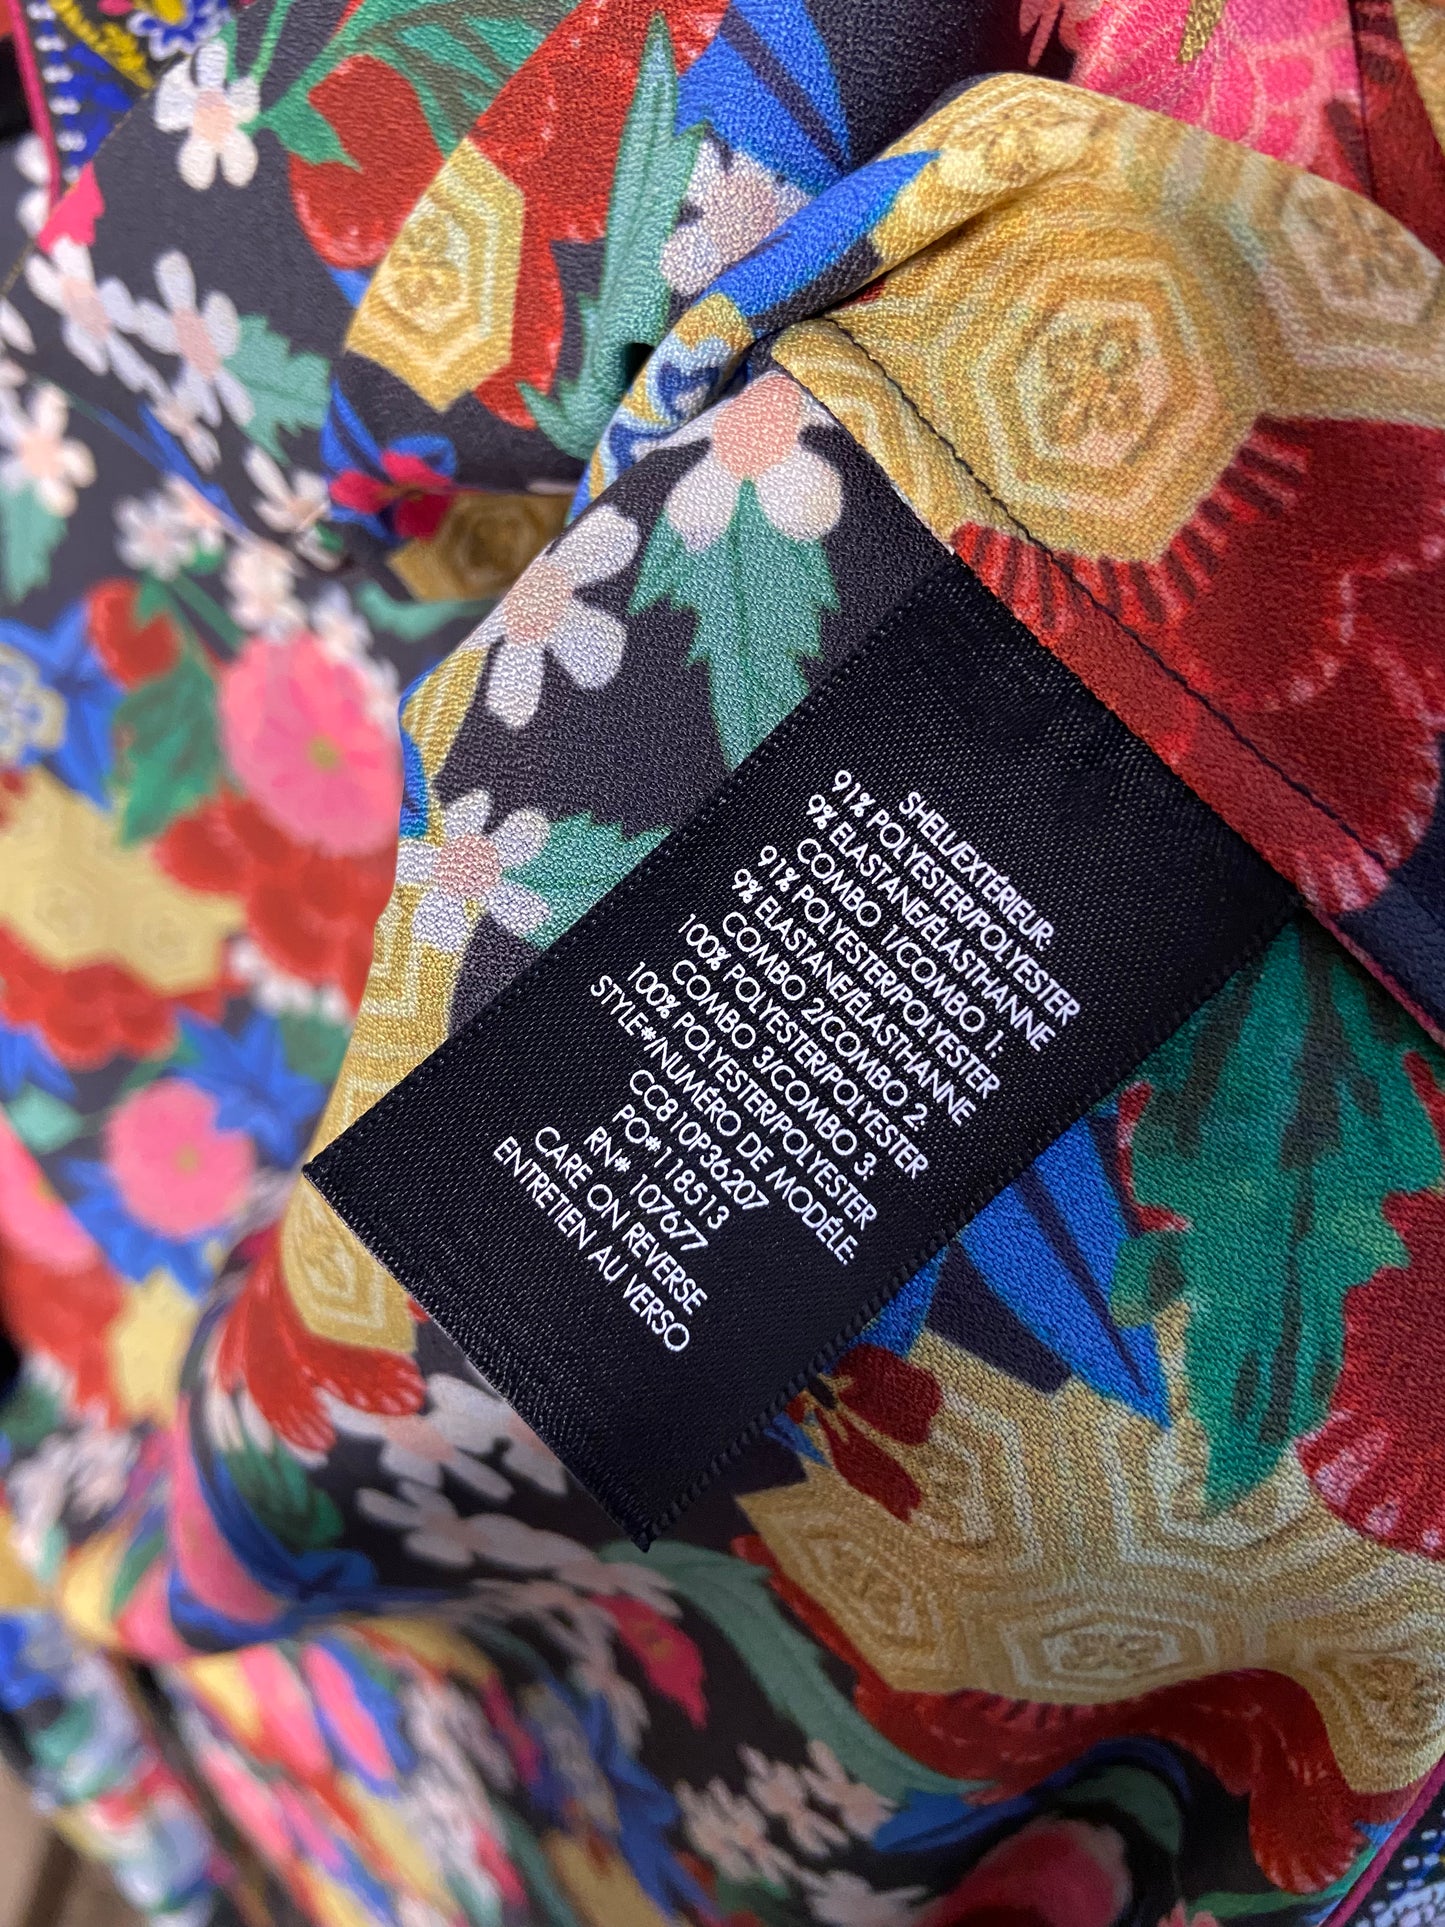 SHELL/EXTÉRIEUR:
91% POLYESTER/POLYESTER
9% ELASTANE/ÉLASTHANNE
COMBO 1/COMBO 1:
91% POLYESTER/POLYESTER
9% ELASTANE/ÉLASTHANNE
COMBO 2/COMBO 2:
100% POLYESTER/POLYESTER
COMBO 3/COMBO 3:
100% POLYESTER/POLYESTER
STYLE#/NUMÉRO DE MODÉLE:
CC810P36207
PO#118513
RN# 107677
CARE ON REVERSE
ENTRETIEN AU VERSO